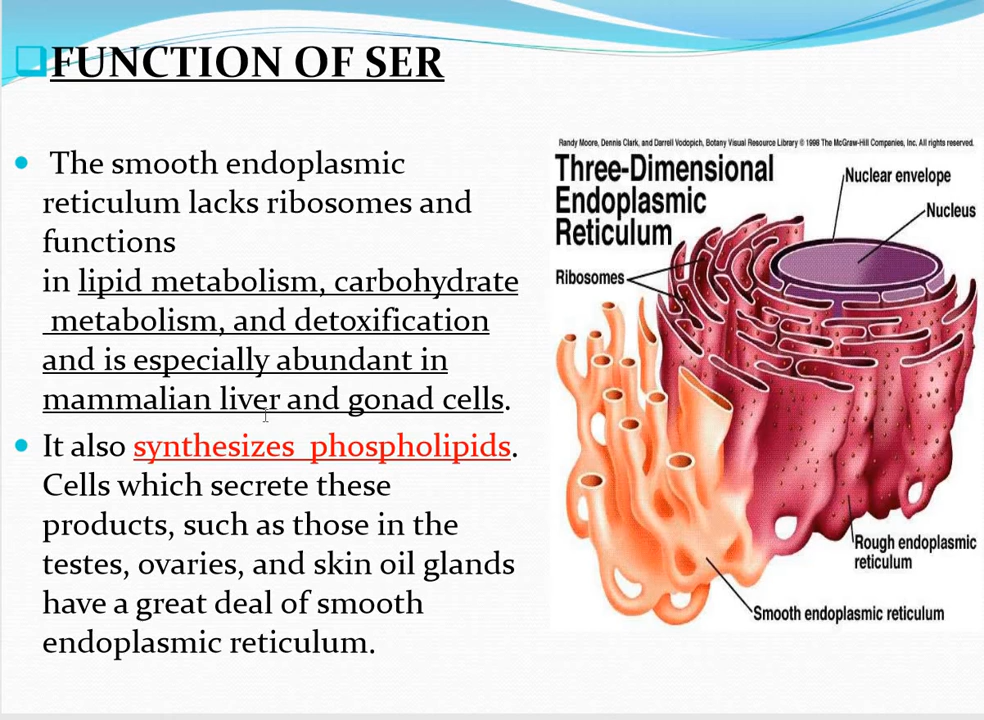 FUNCTION OF SER
The smooth endoplasmic
reticulum lacks ribosomes and
functions
in lipid metabolism, carbohydrate
metabolism, and detoxification
and is especially abundant in
mammalian liver and gonad cells.
It also synthesizes phospholipids.
Cells which secrete these
products, such as those in the
testes, ovaries, and skin oil glands
have a great deal of smooth
endoplasmic reticulum.
Randy Moore, Dennis Clark, and Darrell Vodopich, Botany Visual Resource Library © 1998 The McGraw-Hill Companies, Inc. All rights reserved.
Three-Dimensional
Endoplasmic
Reticulum
Nuclear envelope
Nucleus
Ribosomes
Rough endoplasmic
reticulum
Smooth endoplasmic reticulum